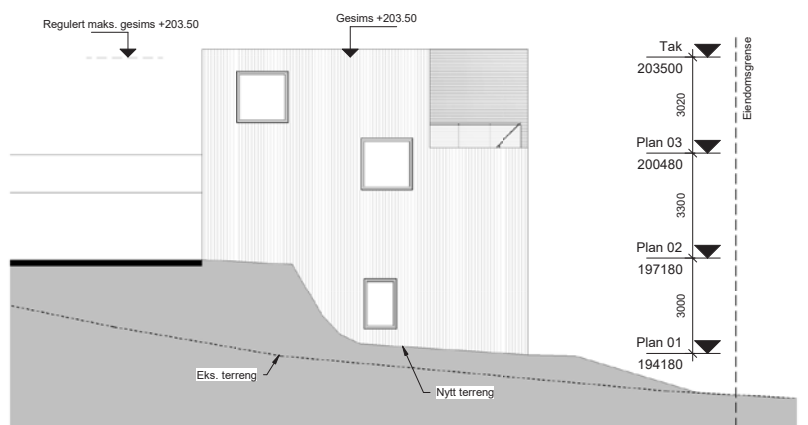 Regulert maks. gesims +203.50
Gesims +203.50
Tak
203500
3020
Plan 03
200480
3300
Plan 02
197180
3000
Plan 01
194180
Eiendomsgrense
Eks. terreng
Nytt terreng